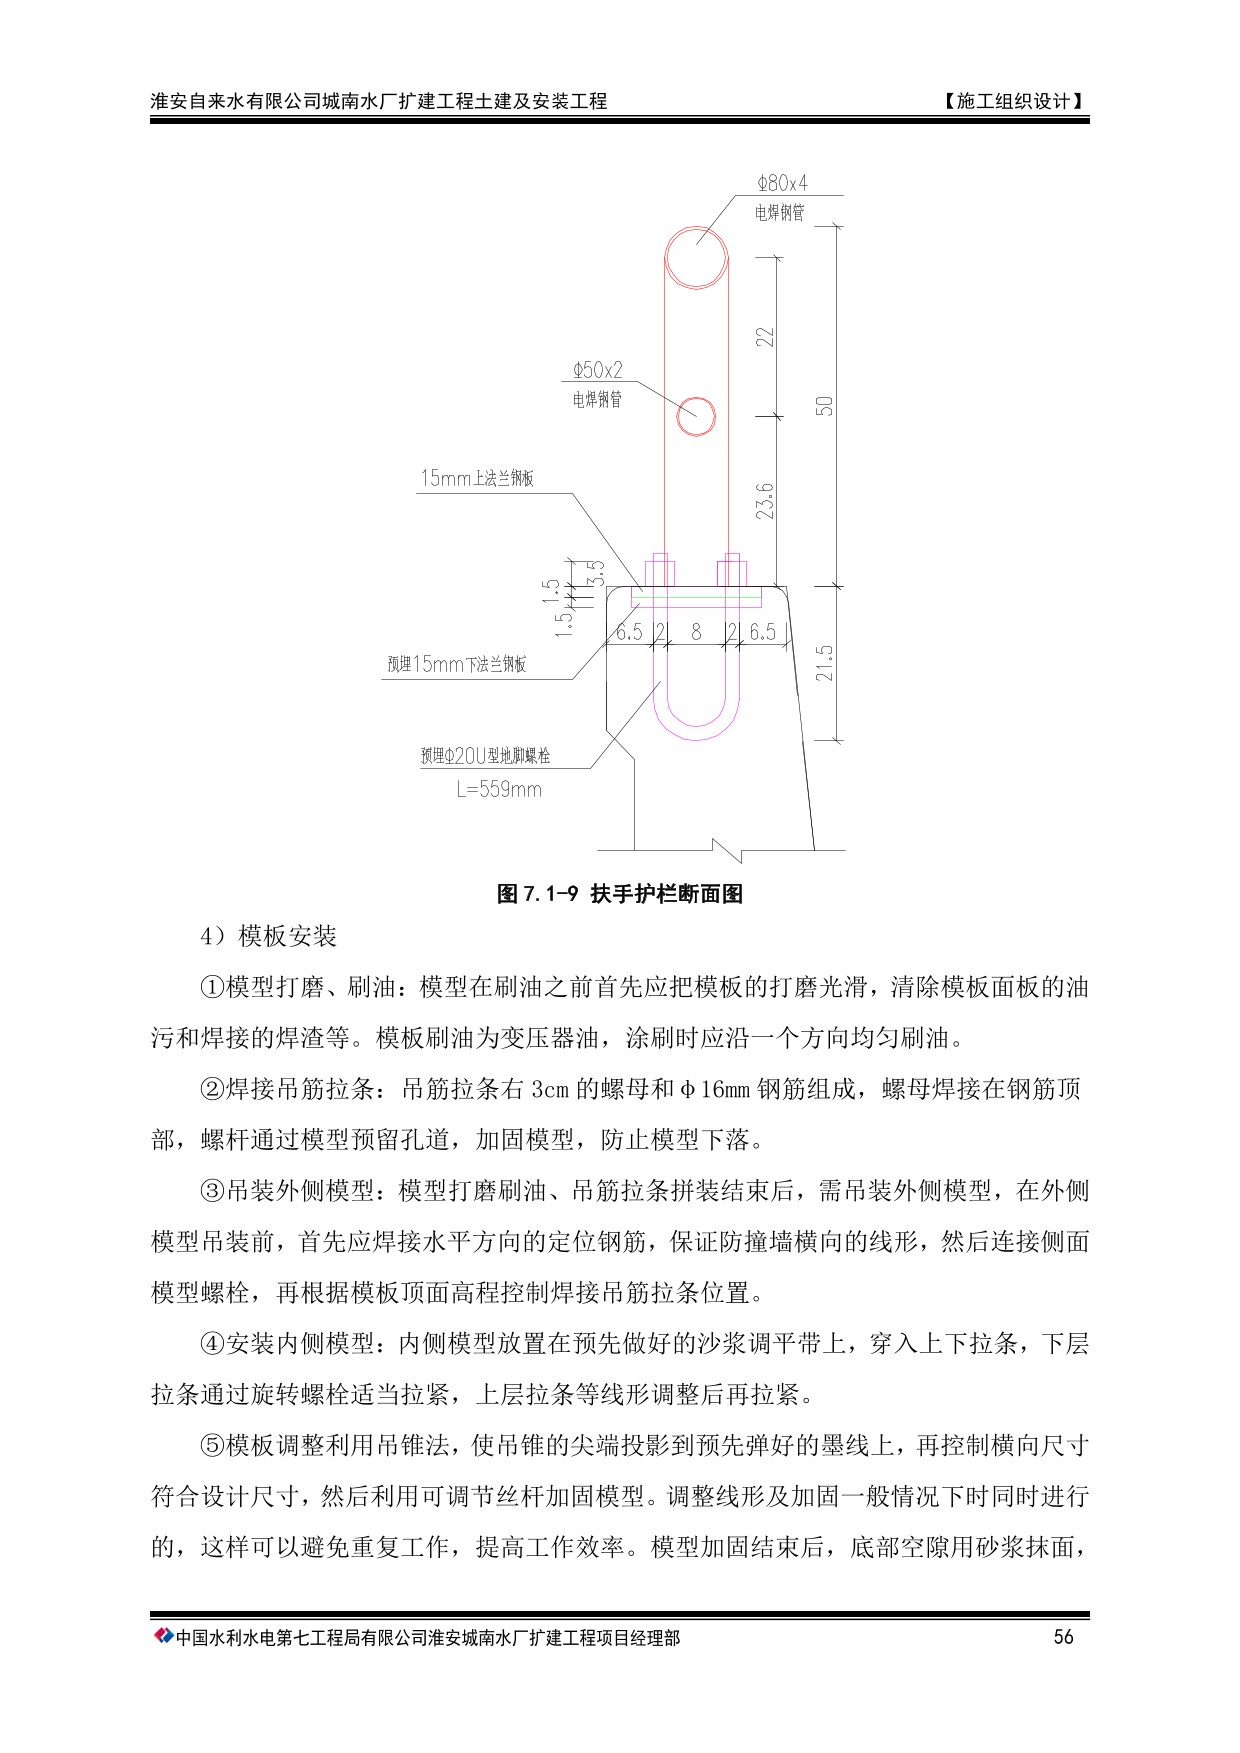 淮安自来水有限公司城南水厂扩建工程土建及安装工程 【施工组织设计】
Φ80x4
电焊钢管
22
50
Φ50x2
电焊钢管
23.6
15mm上法兰钢板
3.5
1.5
1.5
6.5 2 8 2 6.5
21.5
预埋15mm下法兰钢板
预埋Φ20U型地脚螺栓
L=559mm
图 7.1-9 扶手护栏断面图
4）模板安装
①模型打磨、刷油：模型在刷油之前首先应把模板的打磨光滑，清除模板面板的油
污和焊接的焊渣等。模板刷油为变压器油，涂刷时应沿一个方向均匀刷油。
②焊接吊筋拉条：吊筋拉条右 3cm 的螺母和φ16mm 钢筋组成，螺母焊接在钢筋顶
部，螺杆通过模型预留孔道，加固模型，防止模型下落。
③吊装外侧模型：模型打磨刷油、吊筋拉条拼装结束后，需吊装外侧模型，在外侧
模型吊装前，首先应焊接水平方向的定位钢筋，保证防撞墙横向的线形，然后连接侧面
模型螺栓，再根据模板顶面高程控制焊接吊筋拉条位置。
④安装内侧模型：内侧模型放置在预先做好的沙浆调平带上，穿入上下拉条，下层
拉条通过旋转螺栓适当拉紧，上层拉条等线形调整后再拉紧。
⑤模板调整利用吊锥法，使吊锥的尖端投影到预先弹好的墨线上，再控制横向尺寸
符合设计尺寸，然后利用可调节丝杆加固模型。调整线形及加固一般情况下时同时进行
的，这样可以避免重复工作，提高工作效率。模型加固结束后，底部空隙用砂浆抹面，
中国水利水电第七工程局有限公司淮安城南水厂扩建工程项目经理部 56